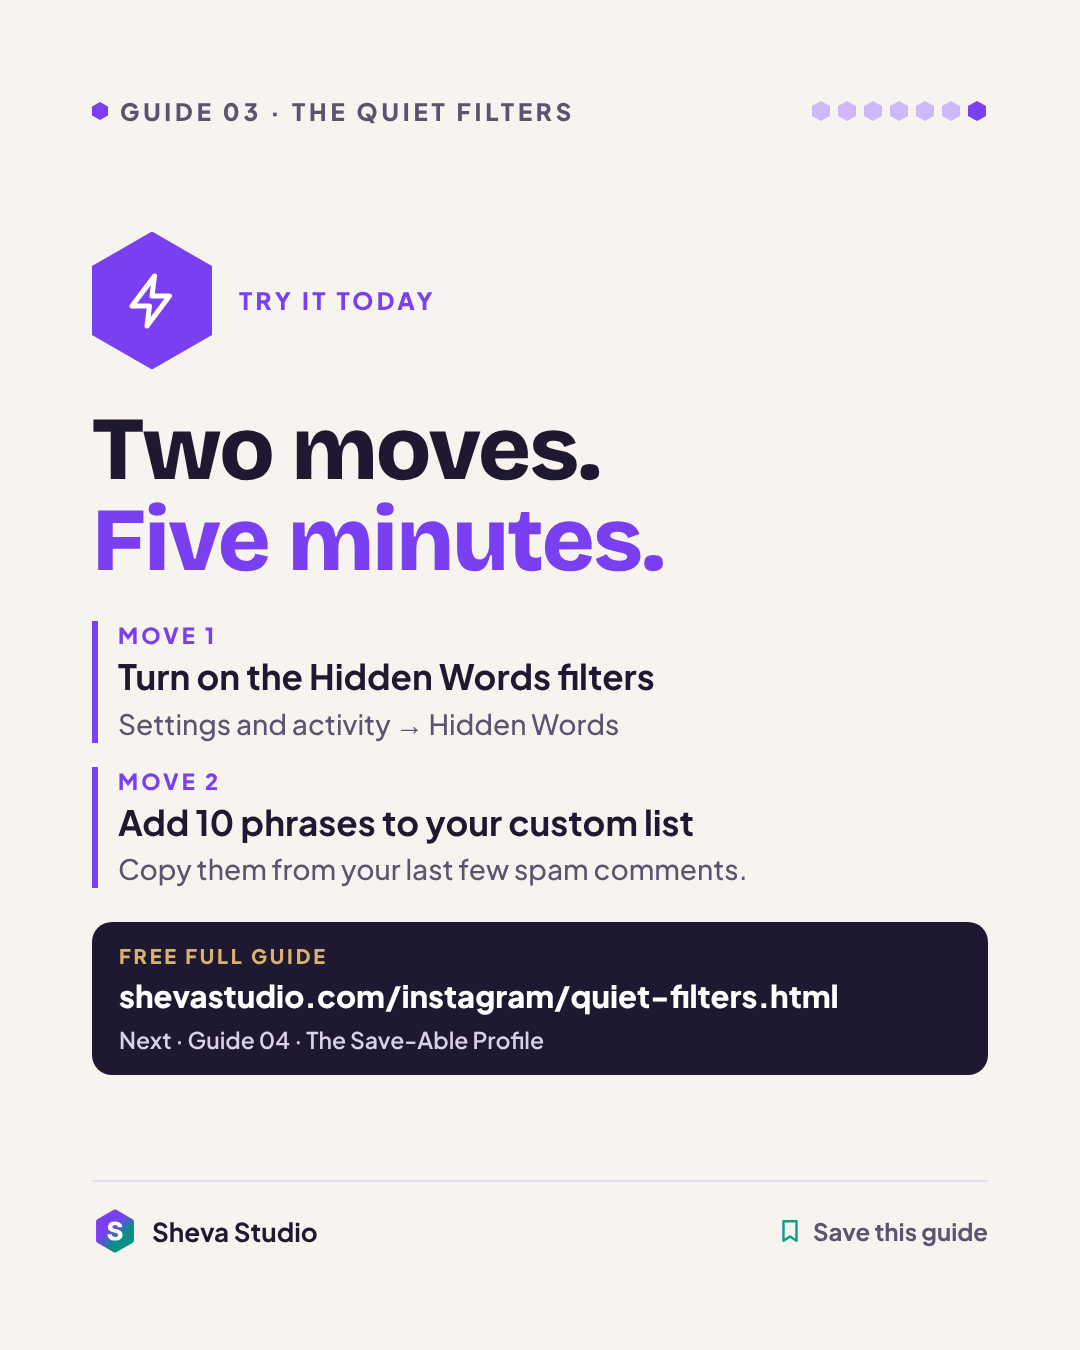 GUIDE 03 · THE QUIET FILTERS
TRY IT TODAY
Two moves.
Five minutes.
MOVE 1
Turn on the Hidden Words filters
Settings and activity → Hidden Words
MOVE 2
Add 10 phrases to your custom list
Copy them from your last few spam comments.
FREE FULL GUIDE
shevastudio.com/instagram/quiet-filters.html
Next · Guide 04 · The Save-Able Profile
S Sheva Studio
Save this guide